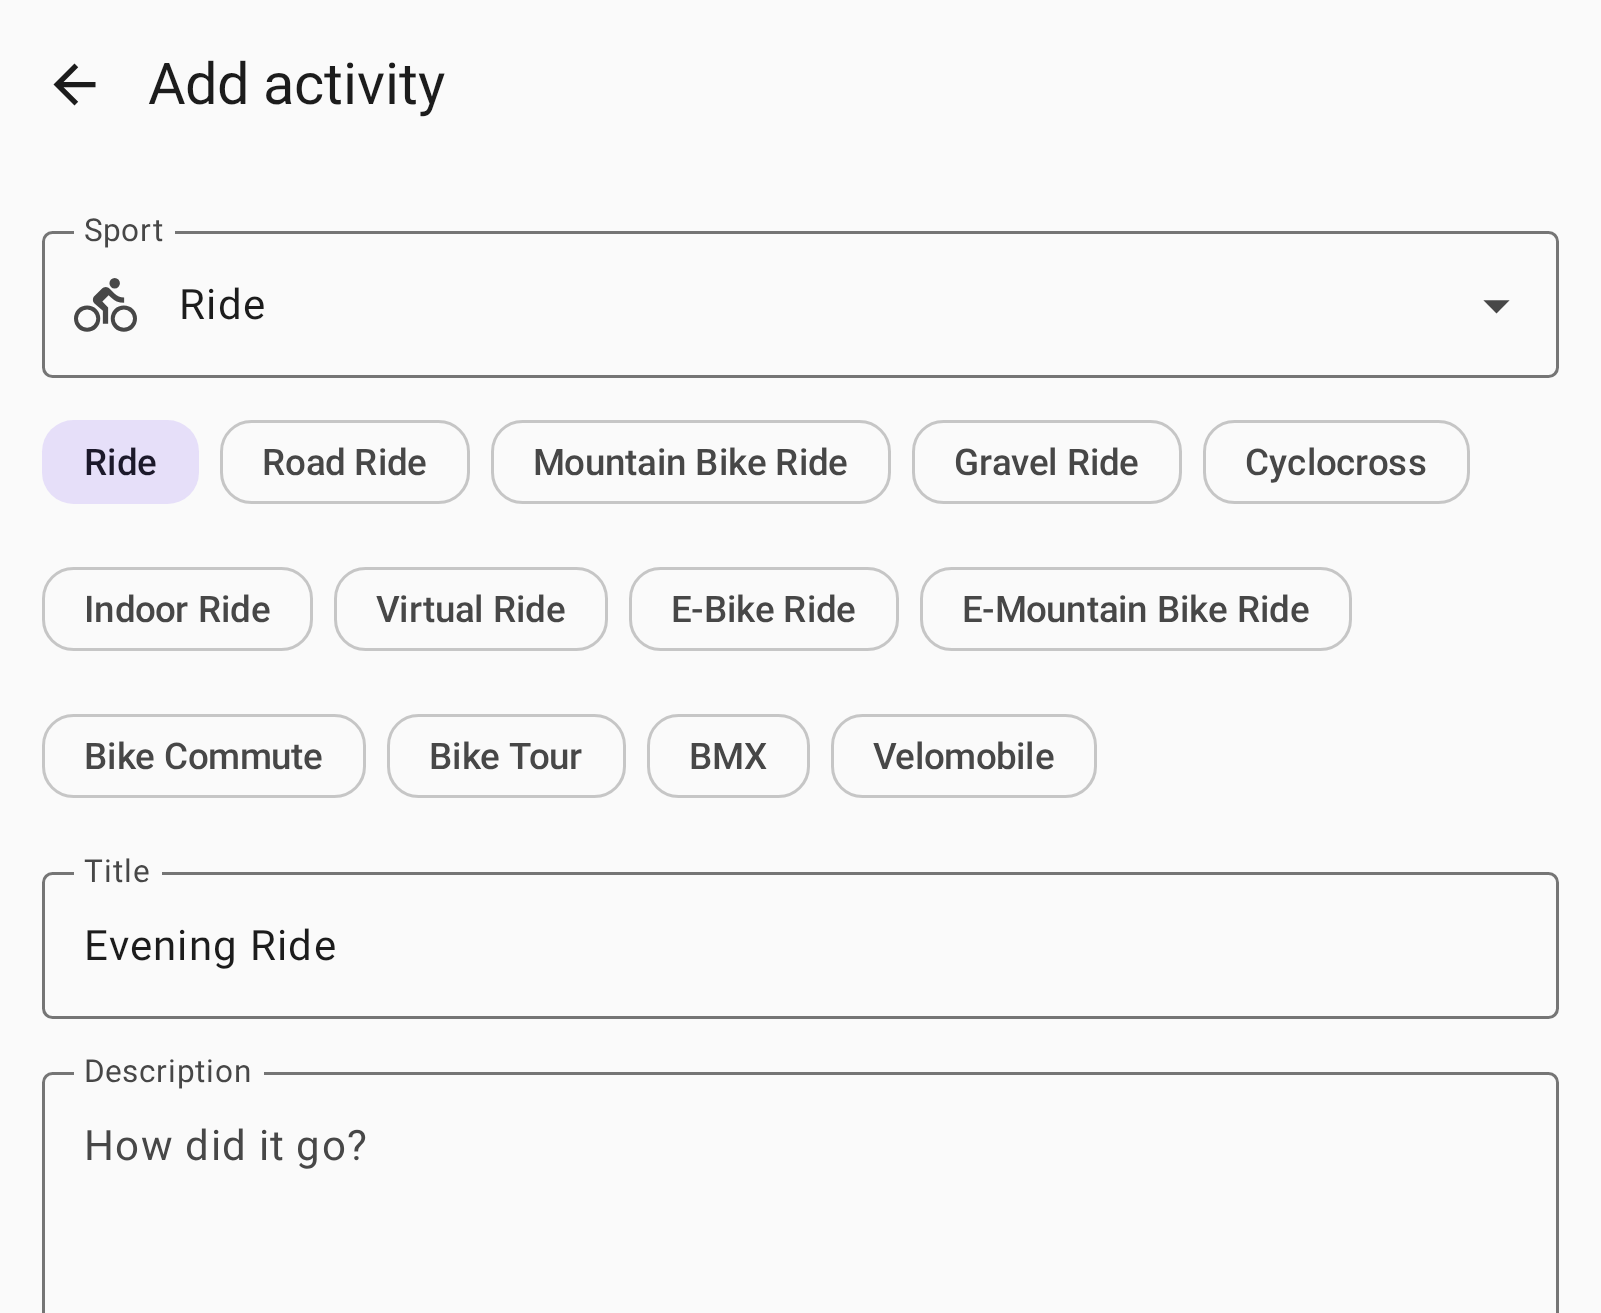 Add activity
Sport
Ride
Ride Road Ride Mountain Bike Ride Gravel Ride Cyclocross
Indoor Ride Virtual Ride E-Bike Ride E-Mountain Bike Ride
Bike Commute Bike Tour BMX Velomobile
Title
Evening Ride
Description
How did it go?